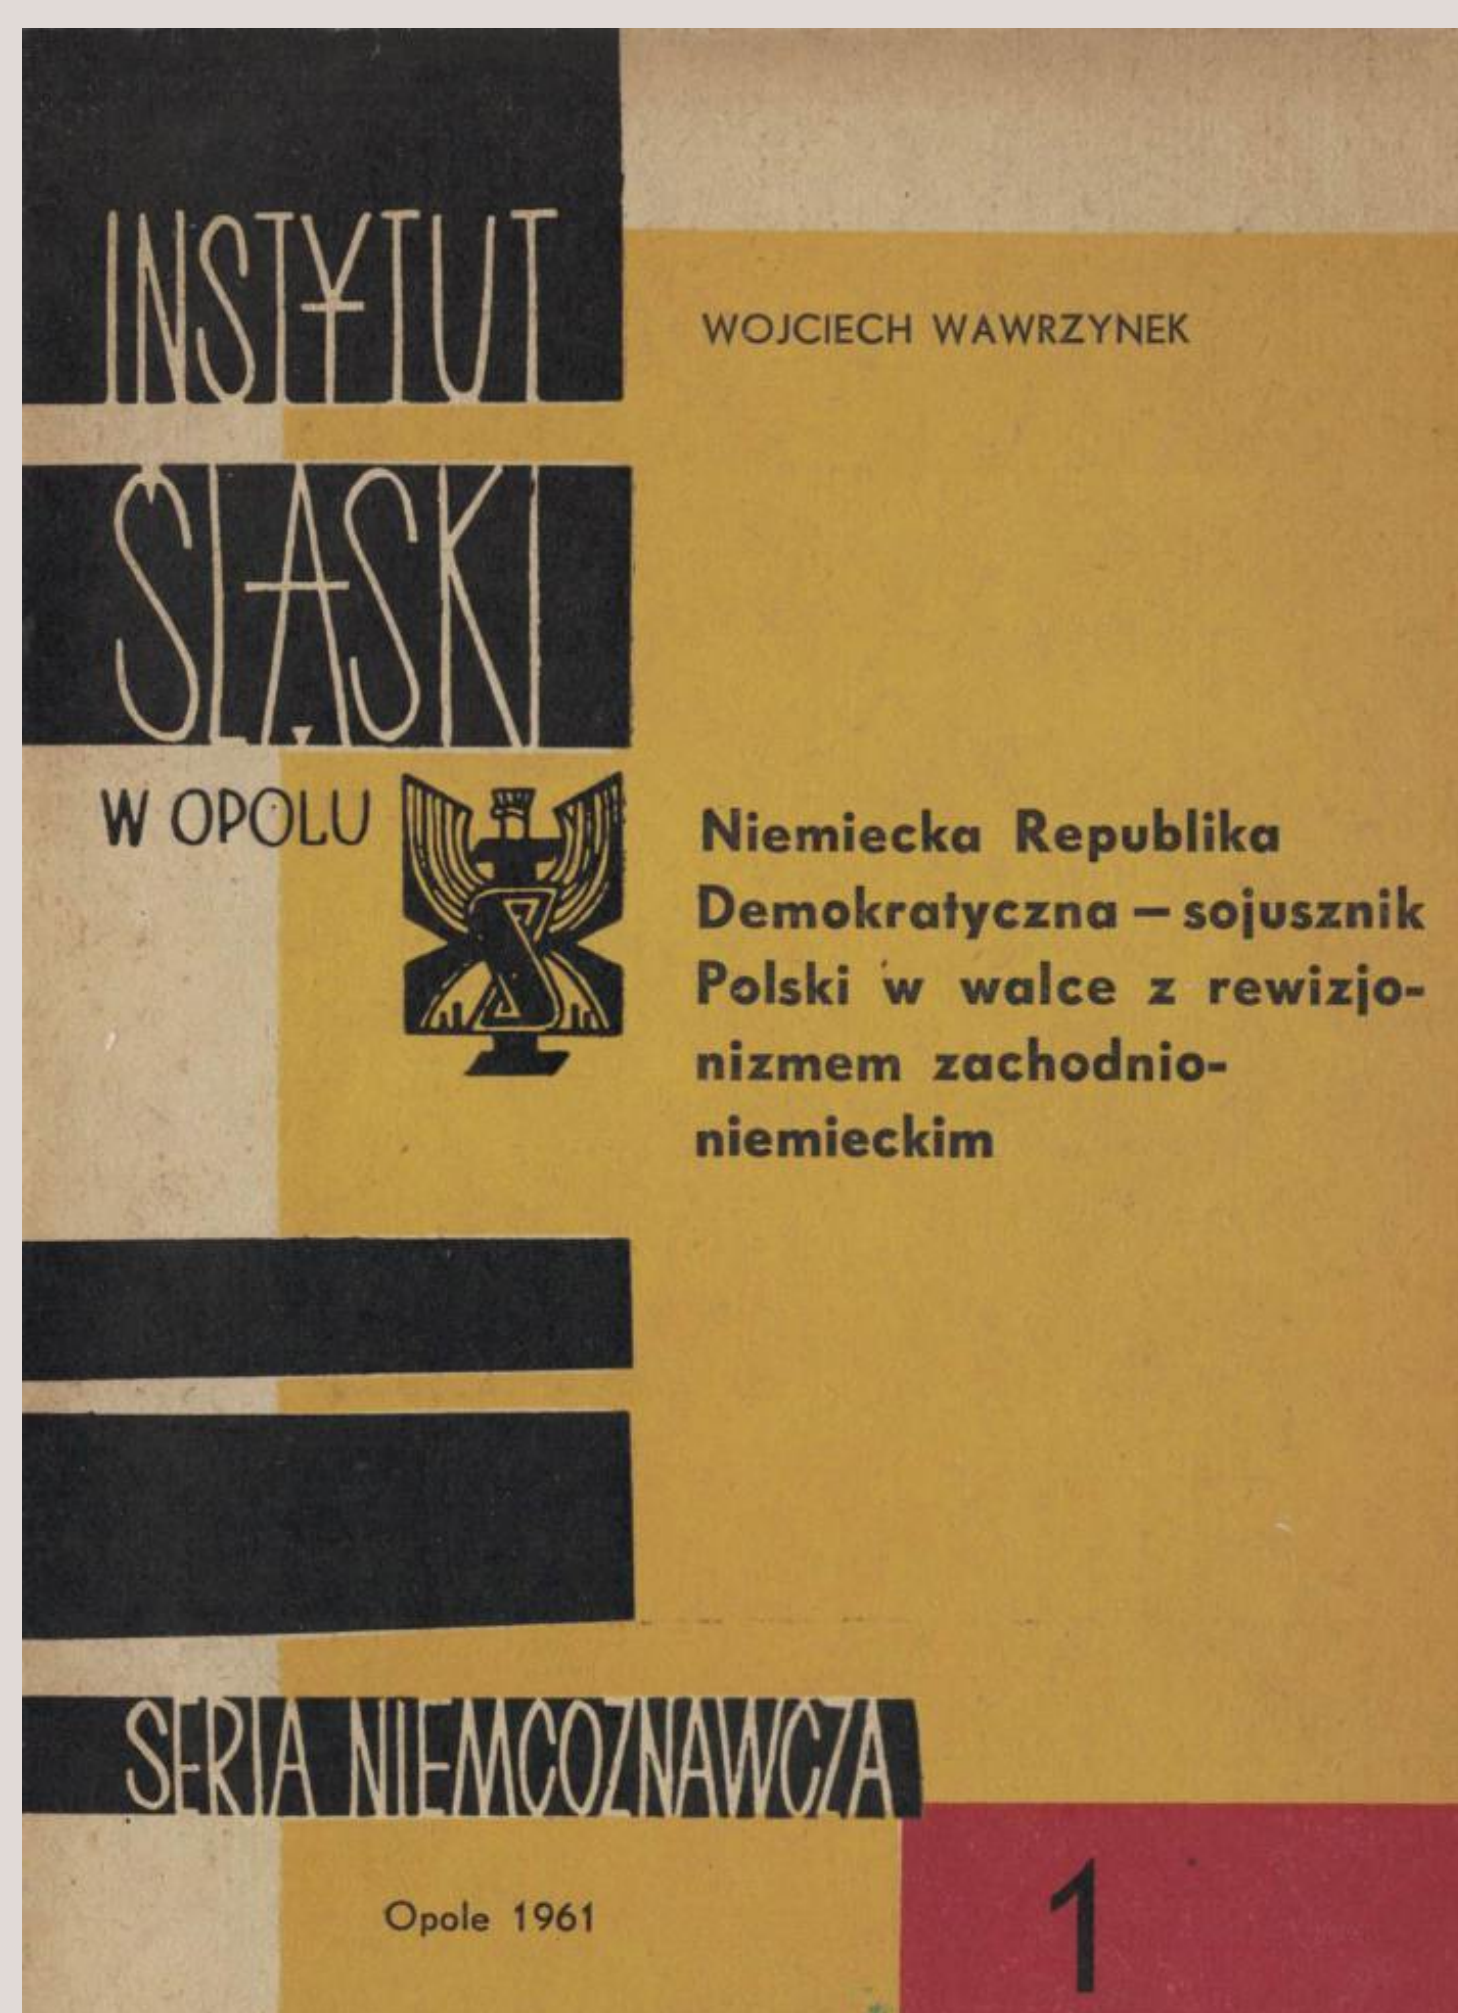 INSTYTUT
ŚLĄSKI
W OPOLU
WOJCIECH WAWRZYNEK
Niemiecka Republika
Demokratyczna — sojusznik
Polski w walce z rewizjo-
nizmem zachodnio-
niemieckim
SERIA NIEMCOZNAWCZA
Opole 1961
1